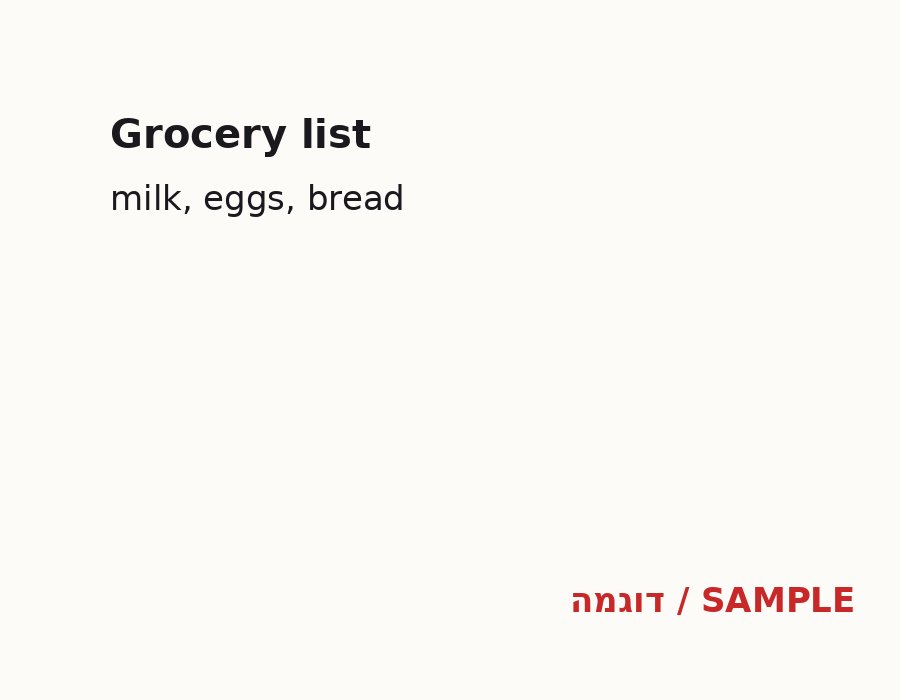 Grocery list
milk, eggs, bread
דוגמה / SAMPLE